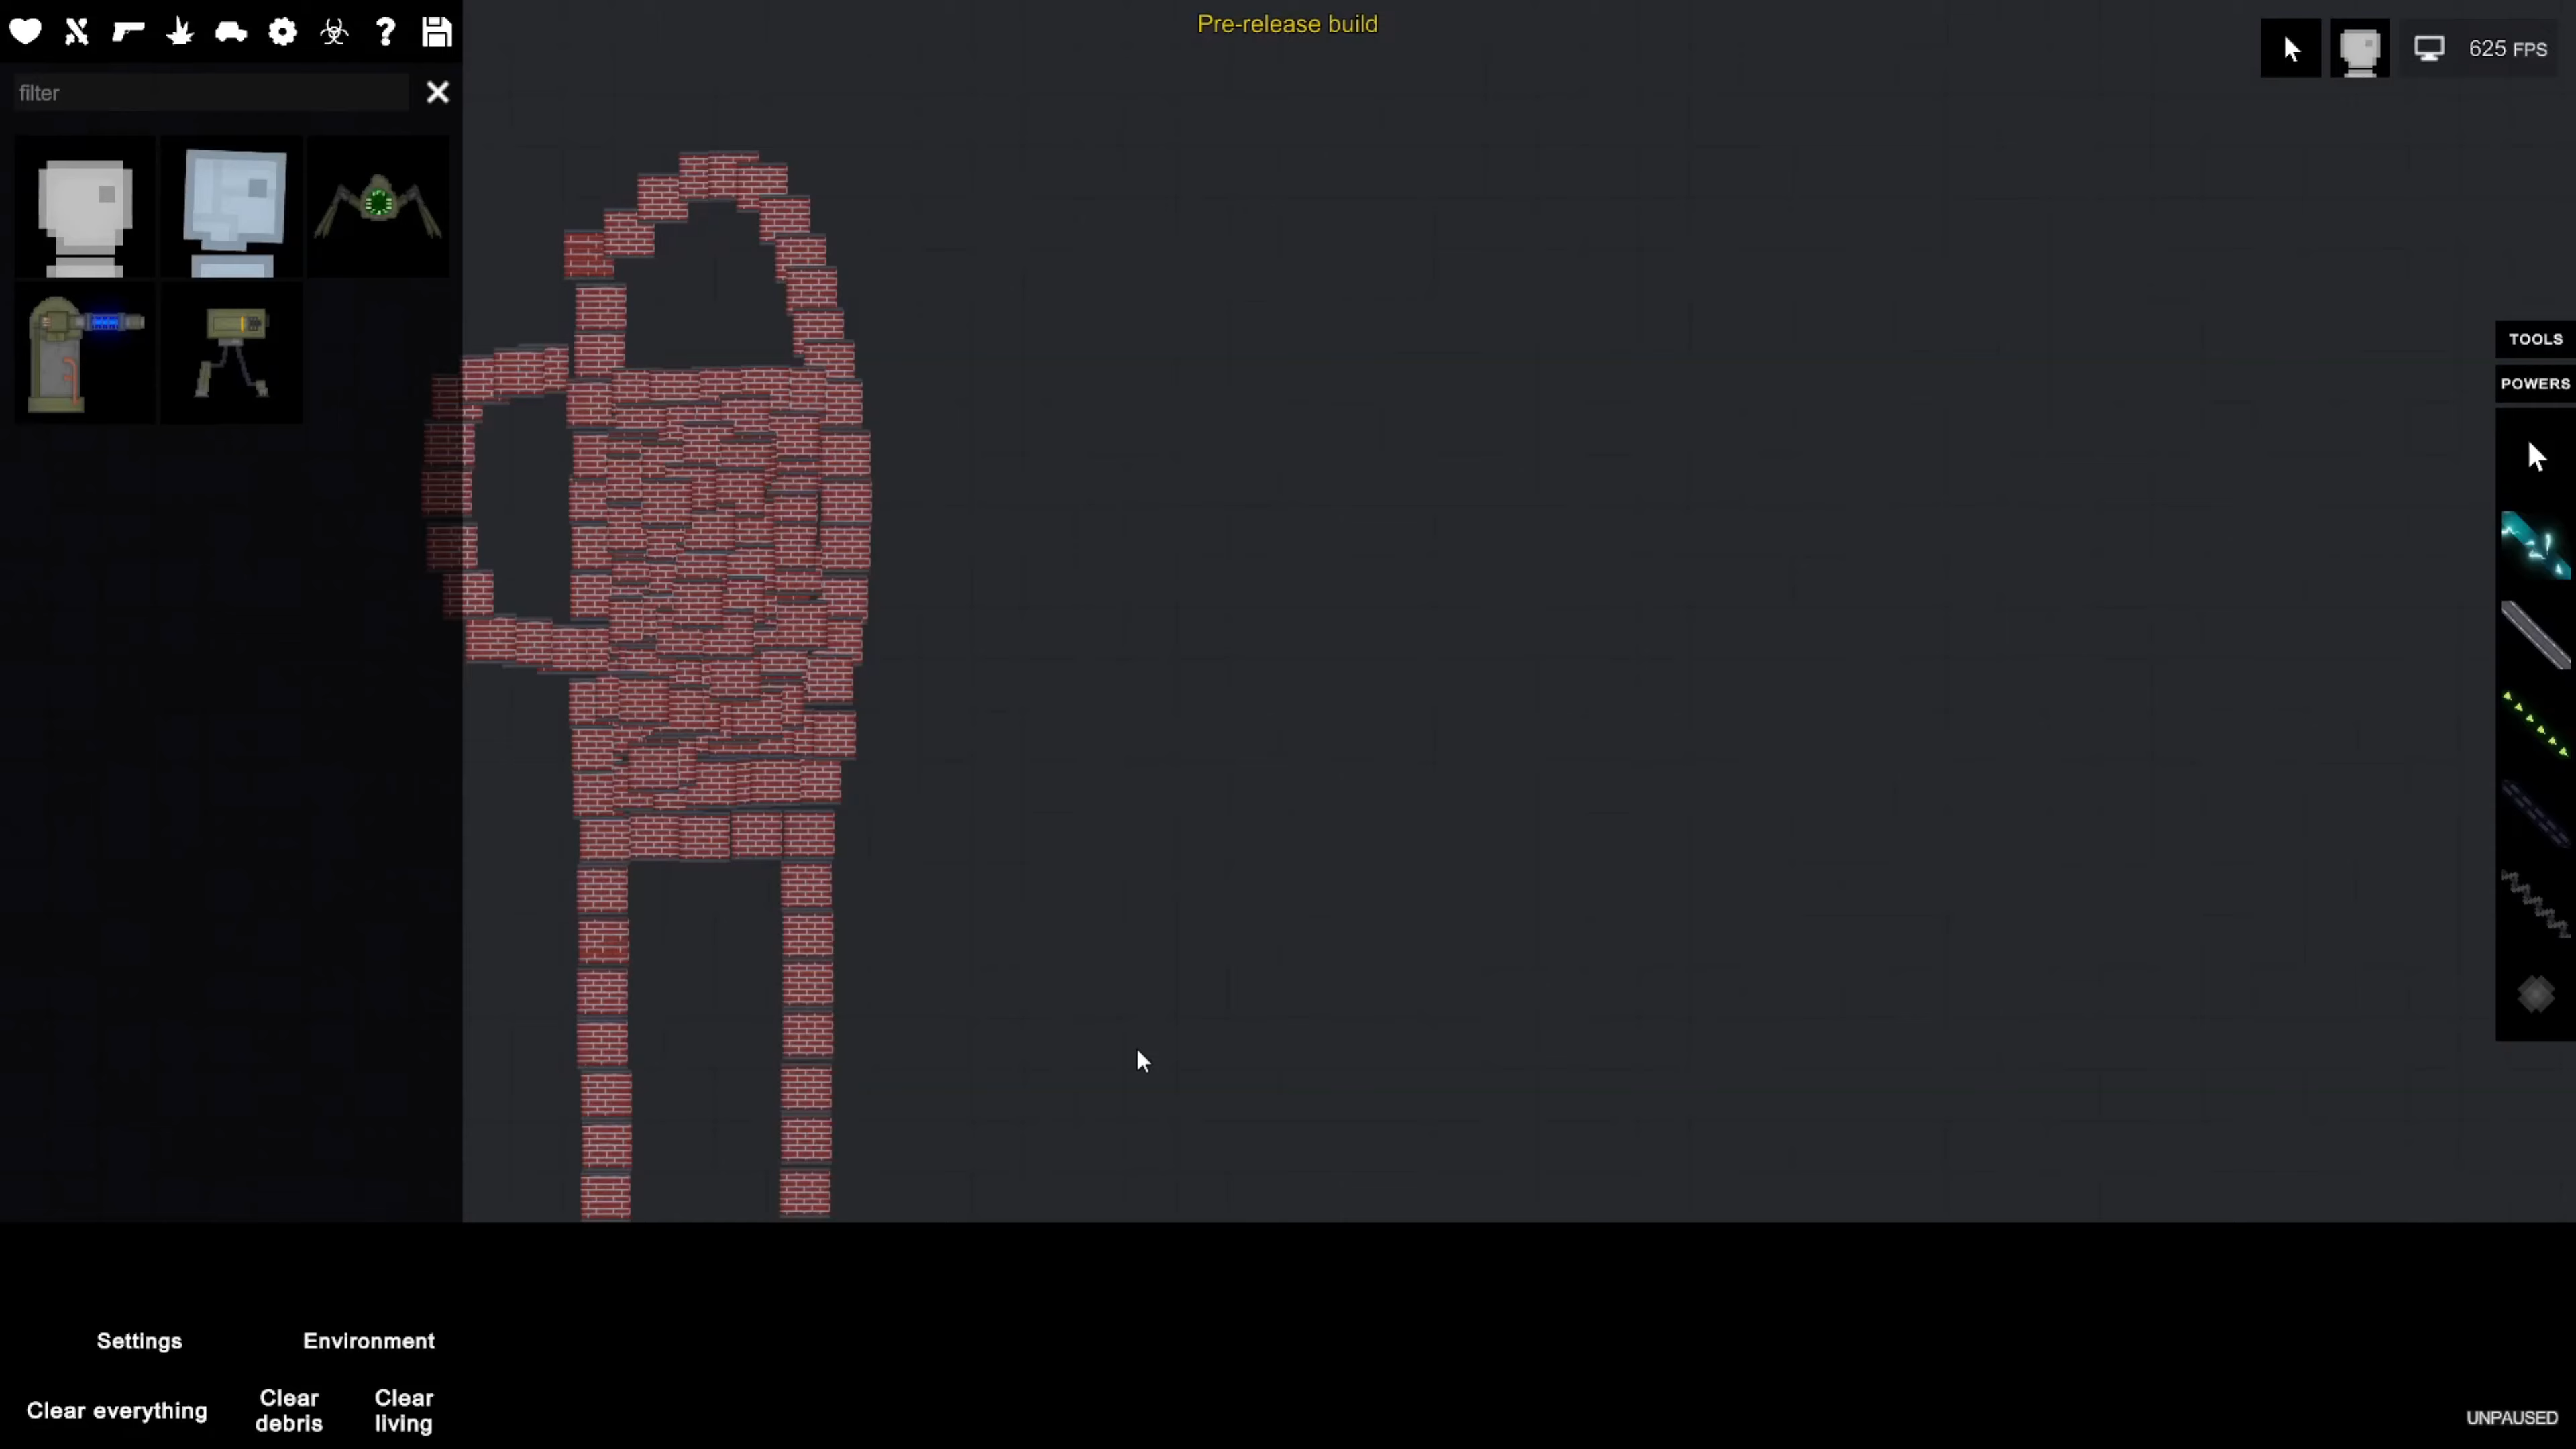 Pre-release build
625 FPS
filter
TOOLS
POWERS
Settings
Environment
Clear everything
Clear
debris
Clear
living
UNPAUSED